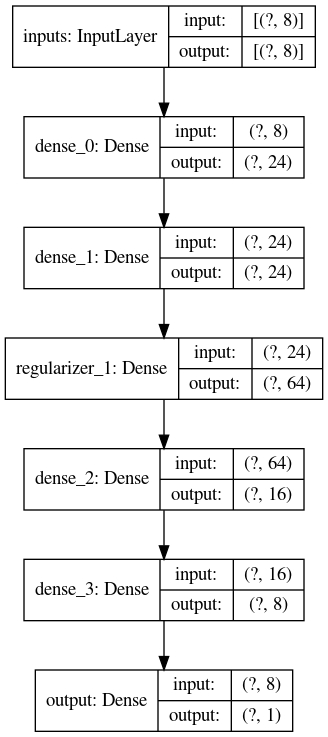 inputs: InputLayer
input: [(?, 8)]
output: [(?, 8)]
dense_0: Dense
input: (?, 8)
output: (?, 24)
dense_1: Dense
input: (?, 24)
output: (?, 24)
regularizer_1: Dense
input: (?, 24)
output: (?, 64)
dense_2: Dense
input: (?, 64)
output: (?, 16)
dense_3: Dense
input: (?, 16)
output: (?, 8)
output: Dense
input: (?, 8)
output: (?, 1)